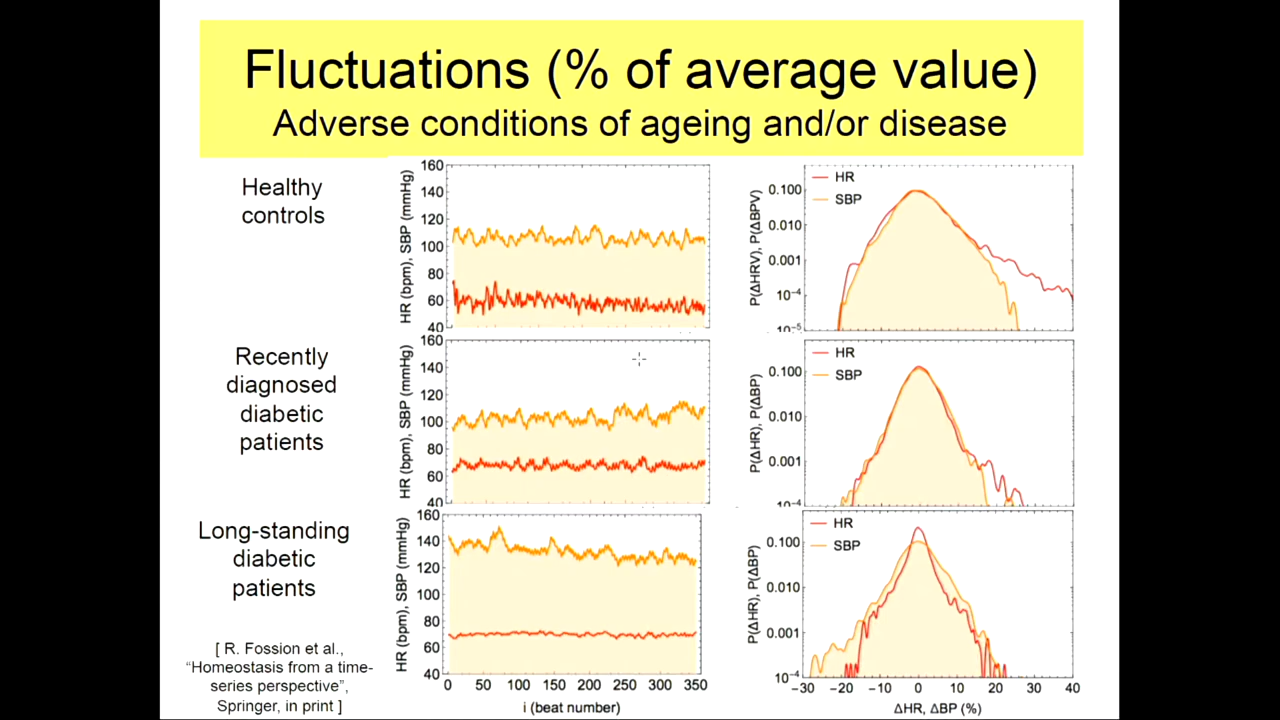 Fluctuations (% of average value)
Adverse conditions of ageing and/or disease
Healthy
controls
160
140
120
100
80
60
40
HR (bpm), SBP (mmHg)
HR
SBP
0.100
0.010
0.001
10⁻⁴
10⁻⁵
P(ΔHRV), P(ΔBPV)
Recently
diagnosed
diabetic
patients
160
140
120
100
80
60
40
HR (bpm), SBP (mmHg)
HR
SBP
0.100
0.010
0.001
10⁻⁴
P(ΔHR), P(ΔBP)
Long-standing
diabetic
patients
160
140
120
100
80
60
40
HR (bpm), SBP (mmHg)
0 50 100 150 200 250 300 350
i (beat number)
HR
SBP
0.100
0.010
0.001
10⁻⁴
P(ΔHR), P(ΔBP)
−30 −20 −10 0 10 20 30 40
ΔHR, ΔBP (%)
[ R. Fossion et al.,
“Homeostasis from a time-
series perspective”,
Springer, in print ]